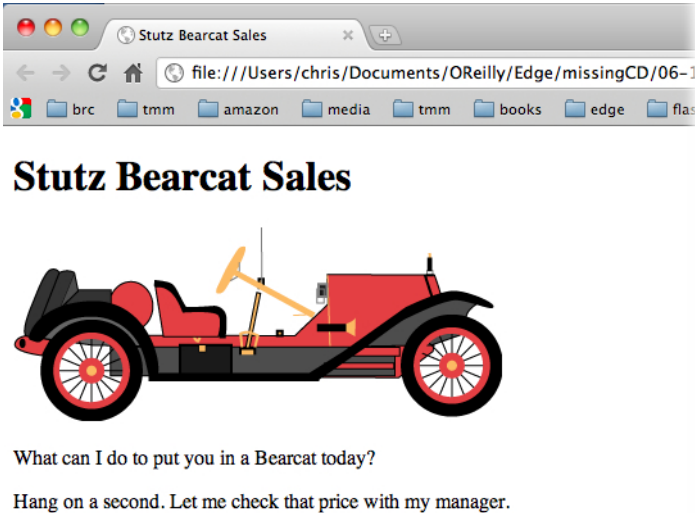 Stutz Bearcat Sales
file:///Users/chris/Documents/OReilly/Edge/missingCD/06-
brc tmm amazon media tmm books edge
Stutz Bearcat Sales
What can I do to put you in a Bearcat today?
Hang on a second. Let me check that price with my manager.